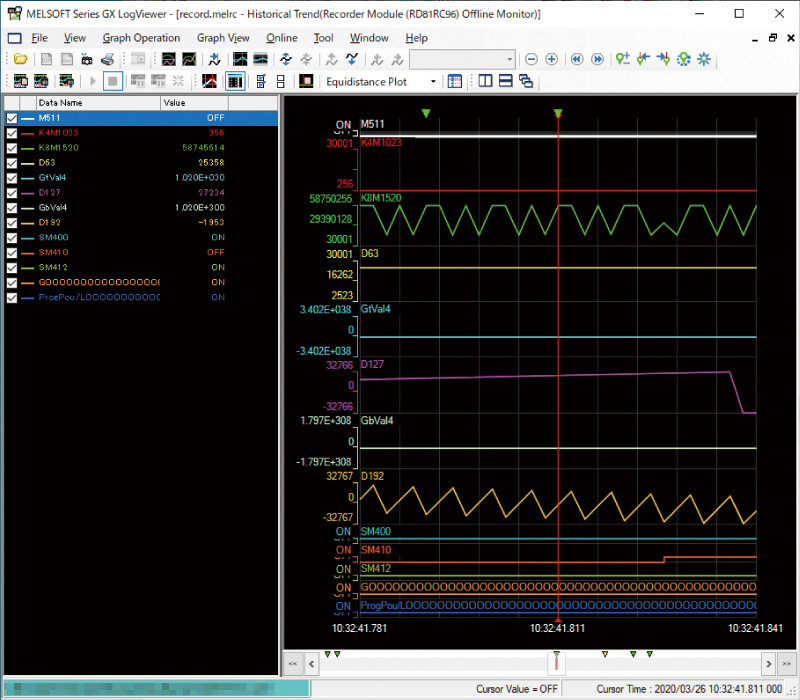 MELSOFT Series GX LogViewer - [record.melrc - Historical Trend(Recorder Module (RD81RC96) Offline Monitor)]
File View Graph Operation Graph View Online Tool Window Help
Equidistance Plot
Data Name Value
M511 OFF
K4M1023 256
K8M1520 58745614
D63 25358
GtVal4 1.020E+030
D127 27234
GbVal4 1.020E+300
D192 -1953
SM400 ON
SM410 OFF
SM412 ON
GOOOOOOOOOOOOOOOO ON
ProgPou/LOOOOOOOOOO ON
ON M511
30001 K4M1023
256
58750255 K8M1520
29390128
30001
30001 D63
16262
2523
3.402E+038 GtVal4
0
-3.402E+038
32766 D127
0
-32766
1.797E+308 GbVal4
0
-1.797E+308
32767 D192
0
-32767
ON SM400
ON SM410
ON SM412
ON
ON
10:32:41.781 10:32:41.811 10:32:41.841
<< < > >>
Cursor Value = OFF Cursor Time : 2020/03/26 10:32:41.811 000